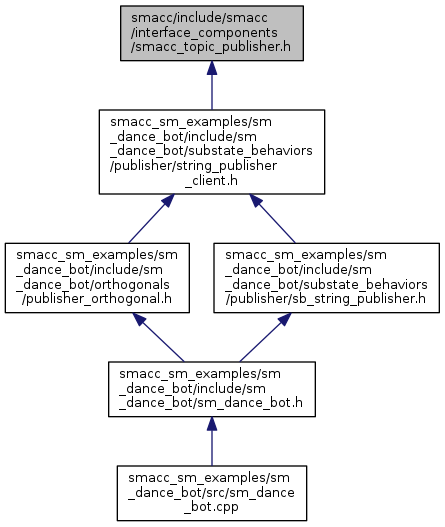 smacc/include/smacc
/interface_components
/smacc_topic_publisher.h
smacc_sm_examples/sm
_dance_bot/include/sm
_dance_bot/substate_behaviors
/publisher/string_publisher
_client.h
smacc_sm_examples/sm
_dance_bot/include/sm
_dance_bot/orthogonals
/publisher_orthogonal.h
smacc_sm_examples/sm
_dance_bot/include/sm
_dance_bot/substate_behaviors
/publisher/sb_string_publisher.h
smacc_sm_examples/sm
_dance_bot/include/sm
_dance_bot/sm_dance_bot.h
smacc_sm_examples/sm
_dance_bot/src/sm_dance
_bot.cpp